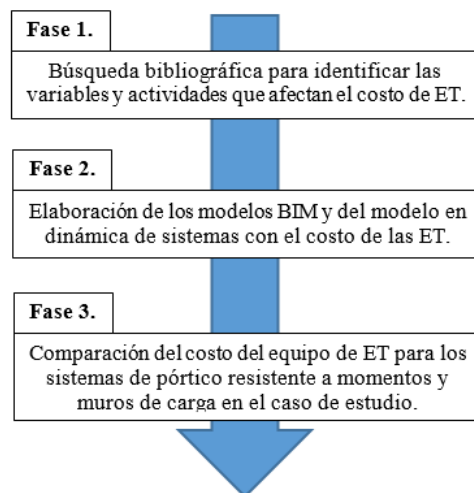 Fase 1.
Búsqueda bibliográfica para identificar las
variables y actividades que afectan el costo de ET.
Fase 2.
Elaboración de los modelos BIM y del modelo en
dinámica de sistemas con el costo de las ET.
Fase 3.
Comparación del costo del equipo de ET para los
sistemas de pórtico resistente a momentos y
muros de carga en el caso de estudio.